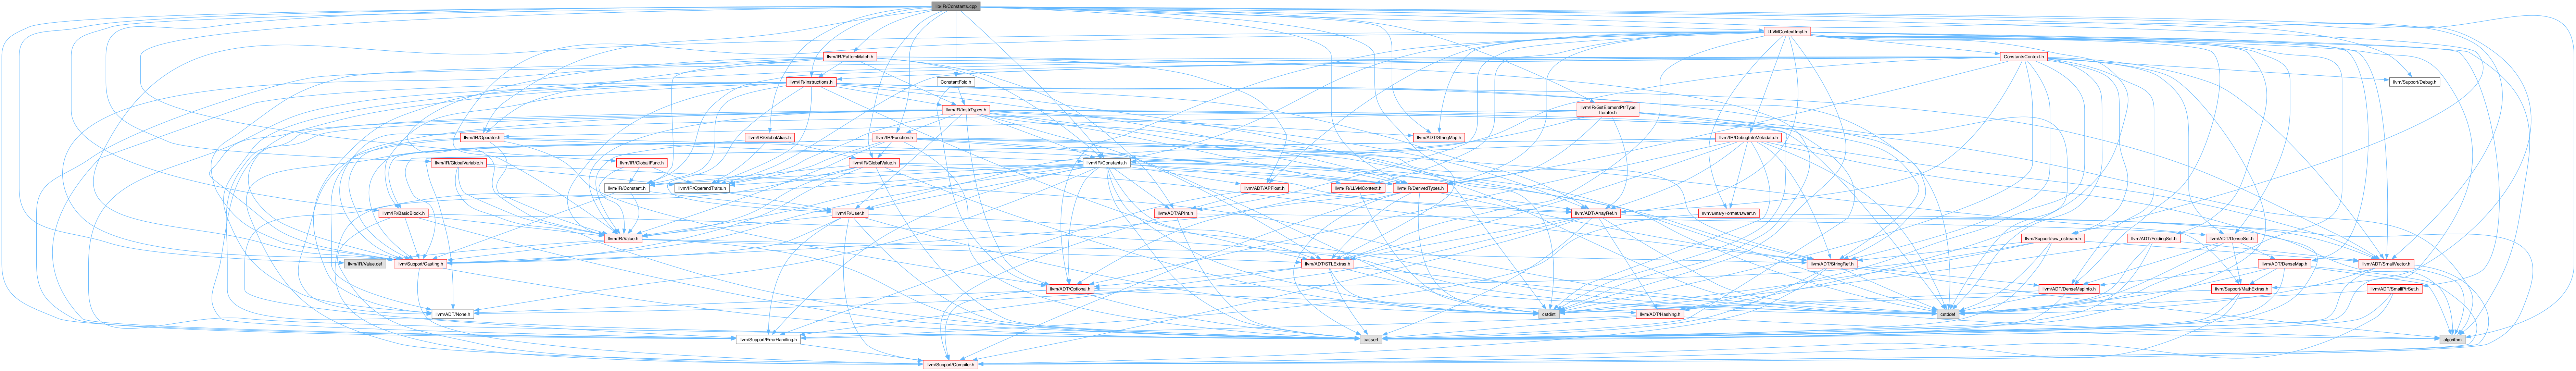 lib/IR/Constants.cpp
LLVMContextImpl.h
llvm/IR/PatternMatch.h
ConstantsContext.h
llvm/IR/Instructions.h
ConstantFold.h
llvm/Support/Debug.h
llvm/IR/InstrTypes.h
llvm/IR/GetElementPtrType
Iterator.h
llvm/IR/Operator.h
llvm/IR/GlobalAlias.h
llvm/IR/Function.h
llvm/ADT/StringMap.h
llvm/IR/DebugInfoMetadata.h
llvm/IR/GlobalVariable.h
llvm/IR/GlobalIFunc.h
llvm/IR/GlobalValue.h
llvm/IR/Constants.h
llvm/IR/Constant.h
llvm/IR/OperandTraits.h
llvm/ADT/APFloat.h
llvm/IR/LLVMContext.h
llvm/IR/DerivedTypes.h
llvm/IR/BasicBlock.h
llvm/IR/User.h
llvm/ADT/APInt.h
llvm/ADT/ArrayRef.h
llvm/BinaryFormat/Dwarf.h
llvm/IR/Value.h
llvm/Support/raw_ostream.h
llvm/ADT/FoldingSet.h
llvm/ADT/DenseSet.h
llvm/IR/Value.def
llvm/Support/Casting.h
llvm/ADT/STLExtras.h
llvm/ADT/StringRef.h
llvm/ADT/DenseMap.h
llvm/ADT/SmallVector.h
llvm/ADT/Optional.h
llvm/ADT/DenseMapInfo.h
llvm/Support/MathExtras.h
llvm/ADT/SmallPtrSet.h
llvm/ADT/None.h
cstdint
llvm/ADT/Hashing.h
cstddef
llvm/Support/ErrorHandling.h
cassert
algorithm
llvm/Support/Compiler.h